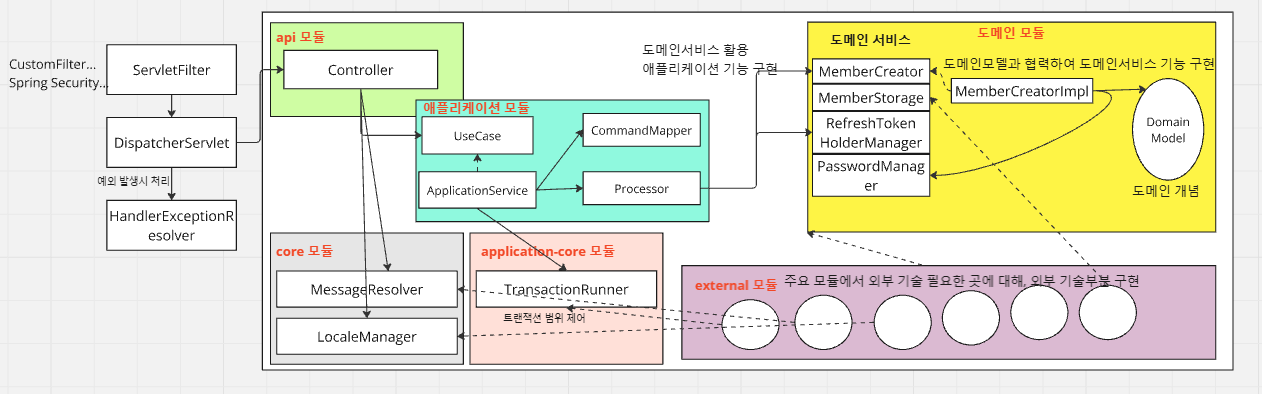 CustomFilter...
Spring Security...
ServletFilter
DispatcherServlet
예외 발생시 처리
HandlerExceptionR
esolver
api 모듈
Controller
애플리케이션 모듈
UseCase
CommandMapper
ApplicationService
Processor
도메인서비스 활용
애플리케이션 기능 구현
도메인 모듈
도메인 서비스
도메인모델과 협력하여 도메인서비스 기능 구현
MemberCreator
MemberCreatorImpl
MemberStorage
RefreshToken
HolderManager
PasswordManag
er
Domain
Model
도메인 개념
core 모듈
MessageResolver
LocaleManager
application-core 모듈
TransactionRunner
트랜잭션 범위 제어
external 모듈
주요 모듈에서 외부 기술 필요한 곳에 대해, 외부 기술부분 구현